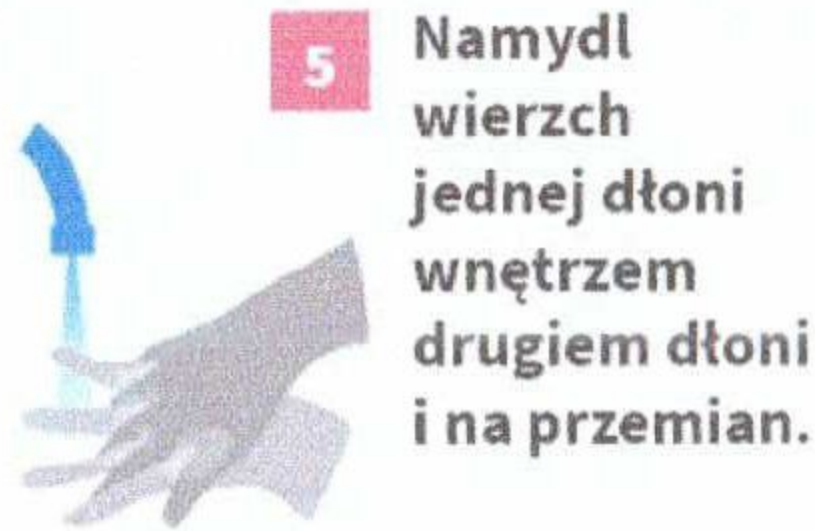 5
Namydl
wierzch
jednej dłoni
wnętrzem
drugiem dłoni
i na przemian.